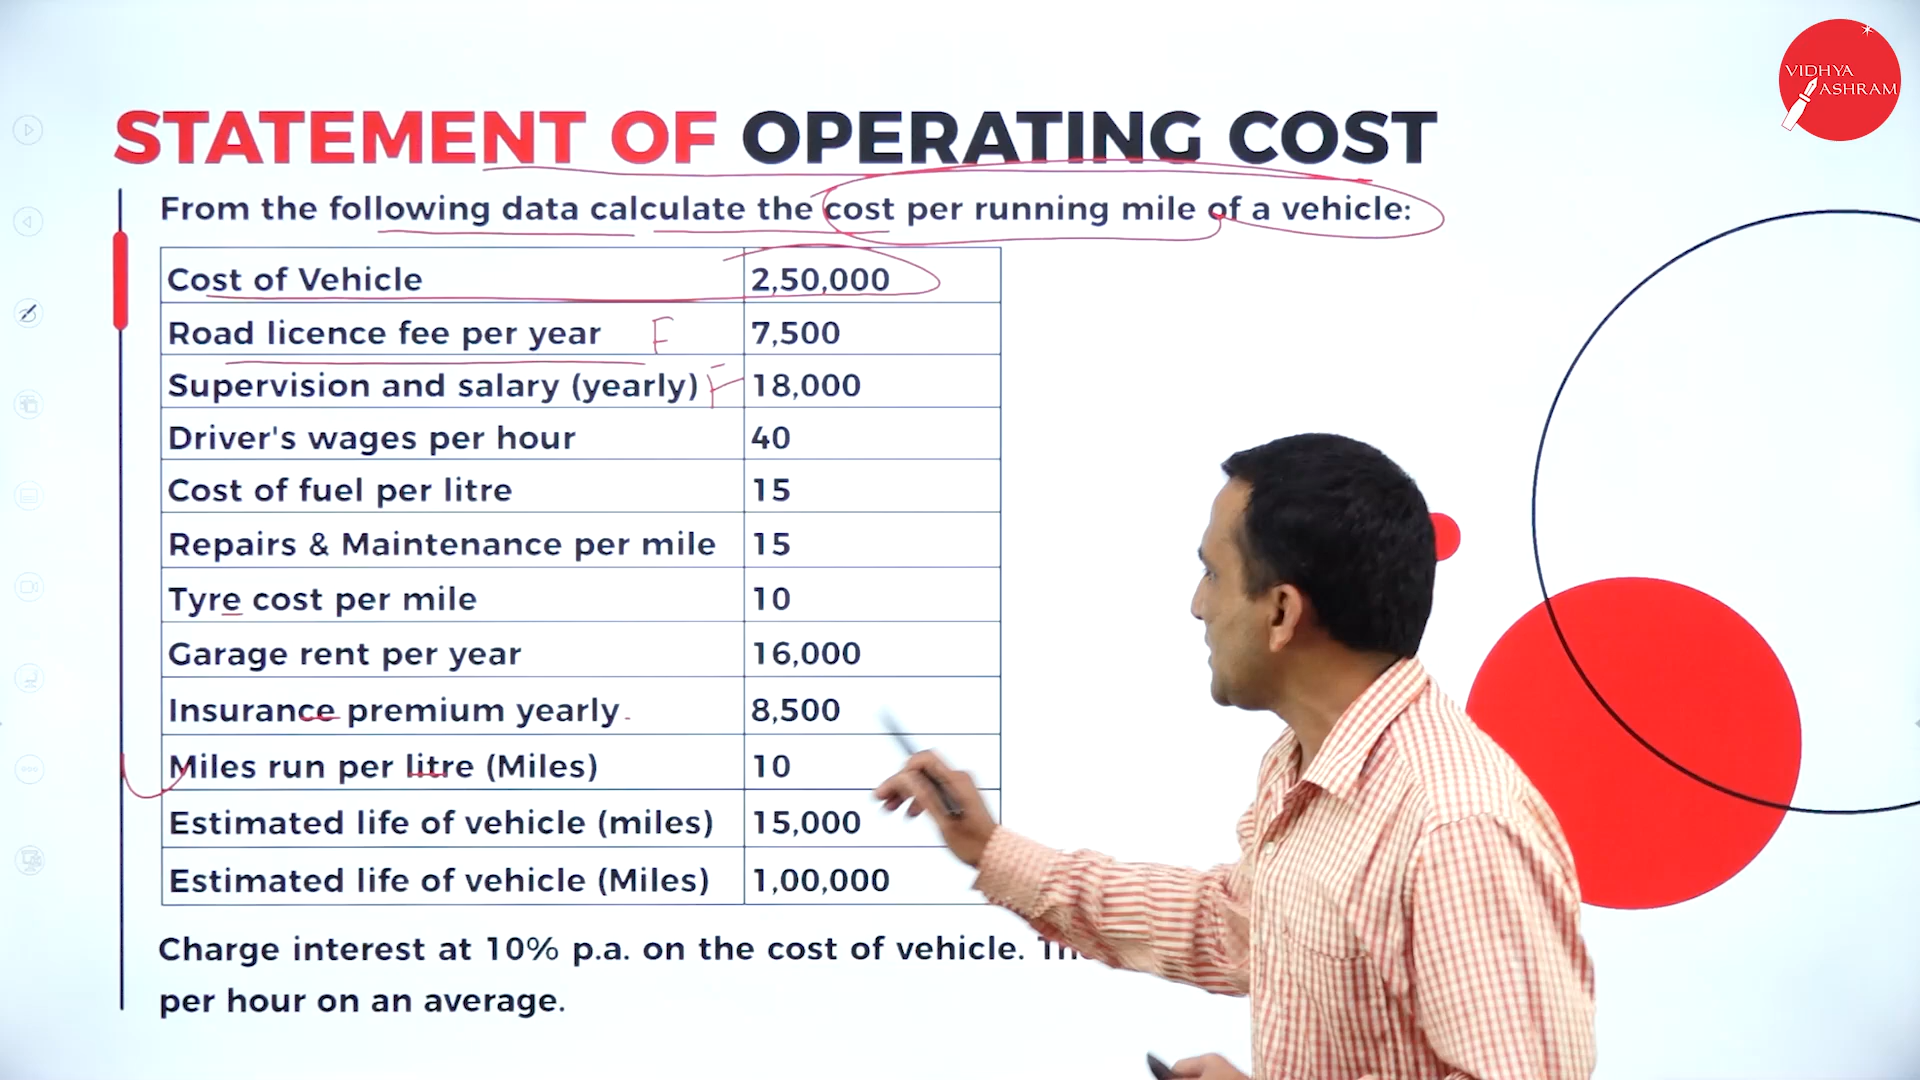 VIDHYA
ASHRAM
STATEMENT OF OPERATING COST
From the following data calculate the cost per running mile of a vehicle:
Cost of Vehicle 2,50,000
Road licence fee per year F 7,500
Supervision and salary (yearly) F 18,000
Driver's wages per hour 40
Cost of fuel per litre 15
Repairs & Maintenance per mile 15
Tyre cost per mile 10
Garage rent per year 16,000
Insurance premium yearly 8,500
Miles run per litre (Miles) 10
Estimated life of vehicle (miles) 15,000
Estimated life of vehicle (Miles) 1,00,000
Charge interest at 10% p.a. on the cost of vehicle.
per hour on an average.